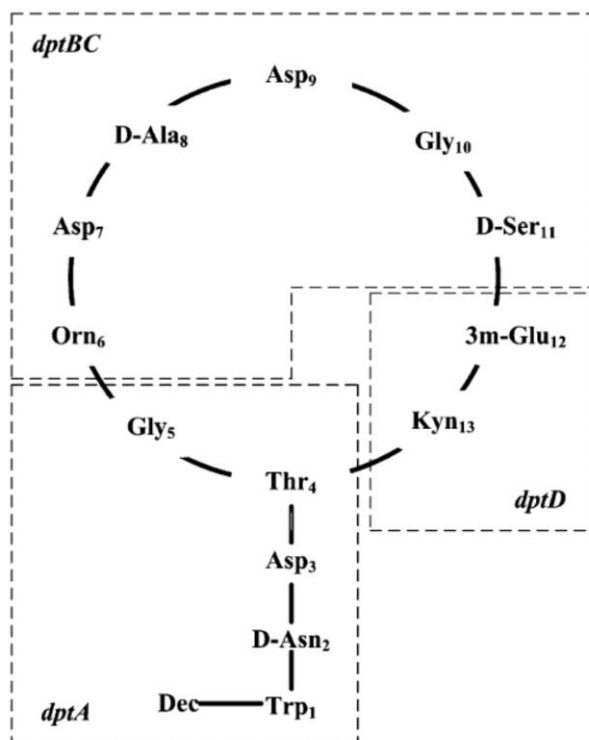 dptBC
Asp₉
D-Ala₈
Gly₁₀
Asp₇
D-Ser₁₁
Orn₆
3m-Glu₁₂
Gly₅
Kyn₁₃
Thr₄
dptD
Asp₃
D-Asn₂
dptA
Dec
Trp₁